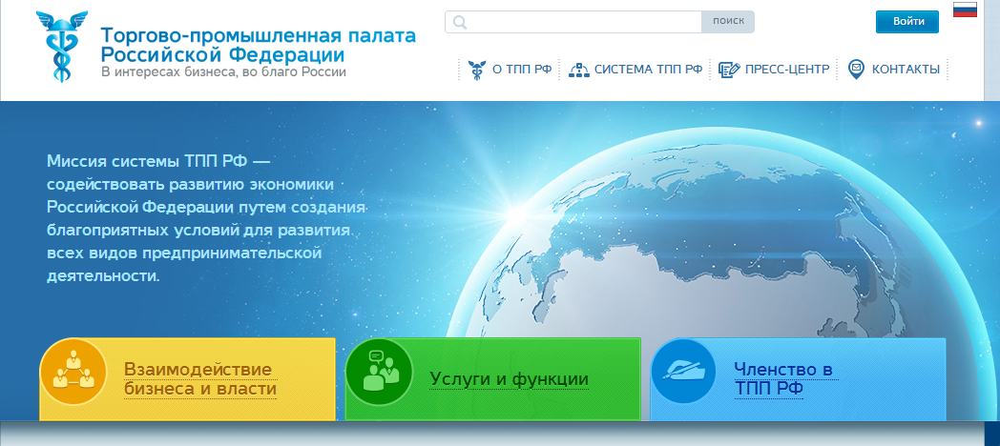 Торгово-промышленная палата
Российской Федерации
В интересах бизнеса, во благо России
поиск
Войти
О ТПП РФ
СИСТЕМА ТПП РФ
ПРЕСС-ЦЕНТР
КОНТАКТЫ
Миссия системы ТПП РФ —
содействовать развитию экономики
Российской Федерации путем создания
благоприятных условий для развития
всех видов предпринимательской
деятельности.
Взаимодействие
бизнеса и власти
Услуги и функции
Членство в
ТПП РФ